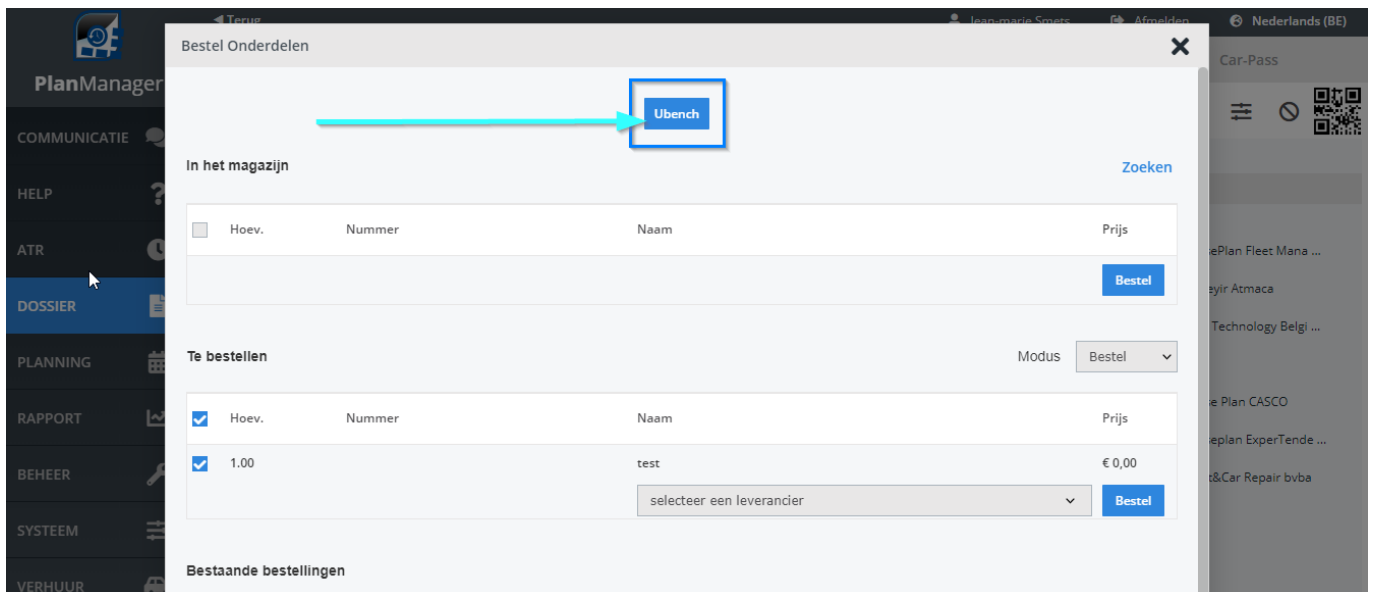 Terug
Jean-marie Smets
Afmelden
Nederlands (BE)
PlanManager
Bestel Onderdelen
Car-Pass
Ubench
COMMUNICATIE
In het magazijn
Zoeken
HELP
Hoev. Nummer Naam Prijs
ATR
ePlan Fleet Mana ...
Bestel
eyir Atmaca
DOSSIER
Technology Belgi ...
Te bestellen
Modus Bestel
PLANNING
e Plan CASCO
Hoev. Nummer Naam Prijs
RAPPORT
eplan ExperTende ...
1.00 test € 0,00
BEHEER
t&Car Repair bvba
selecteer een leverancier
Bestel
SYSTEEM
Bestaande bestellingen
VERHUUR